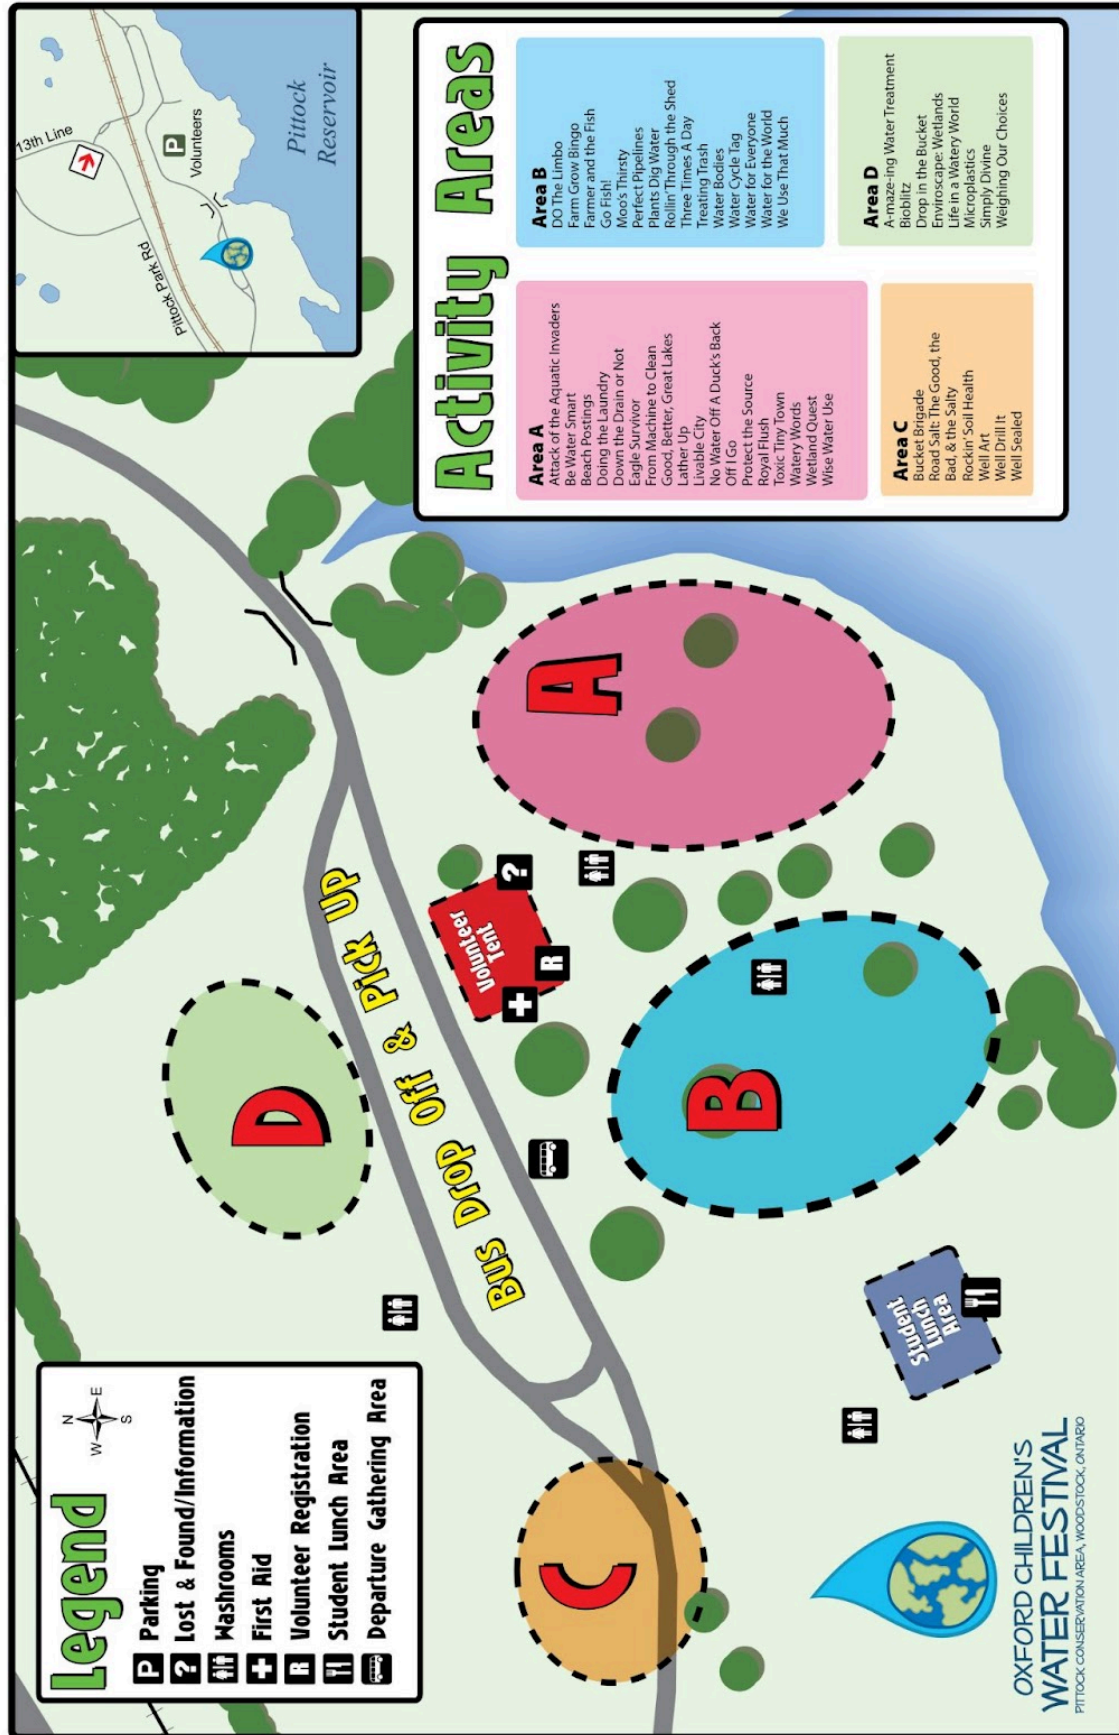 Legend
N
W E
S
P Parking
? Lost & Found/Information
Washrooms
First Aid
R Volunteer Registration
Student Lunch Area
Departure Gathering Area
13th Line
Pittock Park Rd
P
Volunteers
Pittock
Reservoir
D
Bus Drop Off & Pick Up
Volunteer
Tent
?
R
A
B
C
Student
Lunch
Area
Activity Areas
Area A
Attack of the Aquatic Invaders
Be Water Smart
Beach Postings
Doing the Laundry
Down the Drain or Not
Eagle Survivor
From Machine to Clean
Good, Better, Great Lakes
Lather Up
Livable City
No Water Off A Duck's Back
Off I Go
Protect the Source
Royal Flush
Toxic Tiny Town
Watery Words
Wetland Quest
Wise Water Use
Area B
DO The Limbo
Farm Grow Bingo
Farmer and the Fish
Go Fish!
Moo's Thirsty
Perfect Pipelines
Plants Dig Water
Rollin' Through the Shed
Three Times A Day
Treating Trash
Water Bodies
Water Cycle Tag
Water for Everyone
Water for the World
We Use That Much
Area C
Bucket Brigade
Road Salt: The Good, the
Bad, & the Salty
Rockin' Soil Health
Well Art
Well Drill It
Well Sealed
Area D
A-maze-ing Water Treatment
Bioblitz
Drop in the Bucket
Enviroscape: Wetlands
Life in a Watery World
Microplastics
Simply Divine
Weighing Our Choices
OXFORD CHILDREN'S
WATER FESTIVAL
PITTOCK CONSERVATION AREA, WOODSTOCK, ONTARIO